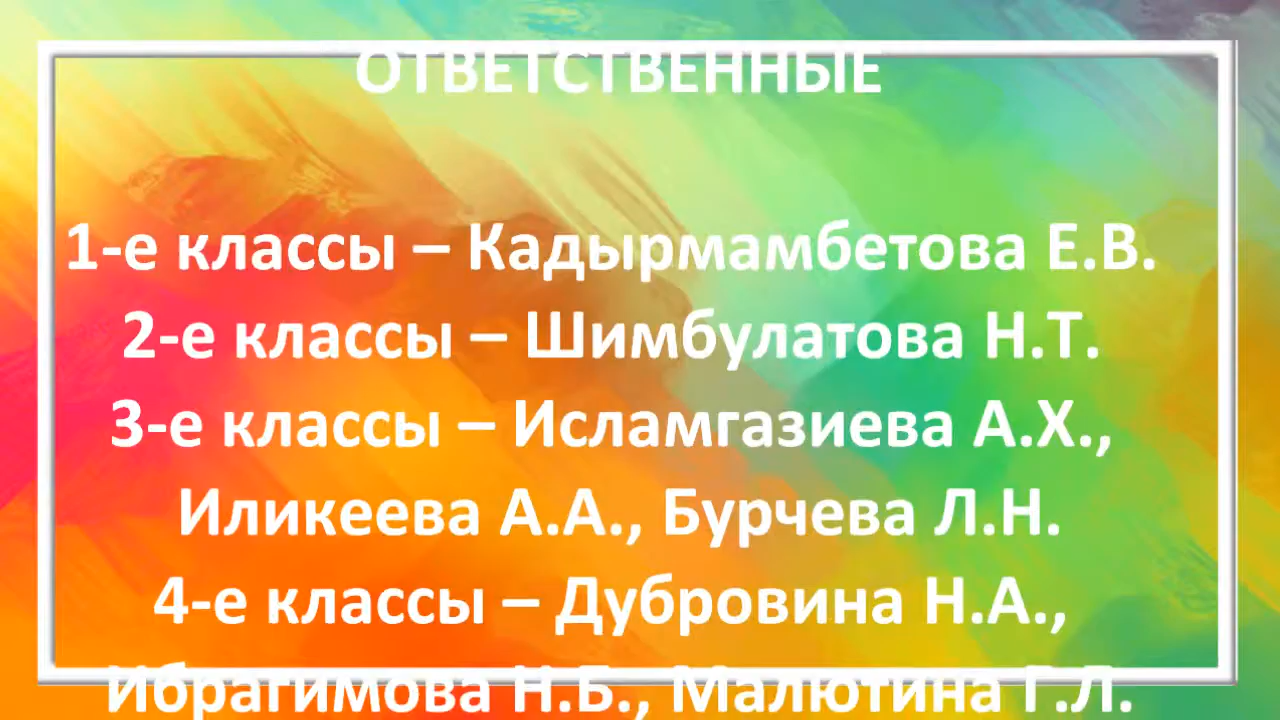 ОТВЕТСТВЕННЫЕ
1-е классы – Кадырмамбетова Е.В.
2-е классы – Шимбулатова Н.Т.
3-е классы – Исламгазиева А.Х.,
Иликеева А.А., Бурчева Л.Н.
4-е классы – Дубровина Н.А.,
Ибрагимова Н.Б., Малютина Г.Л.